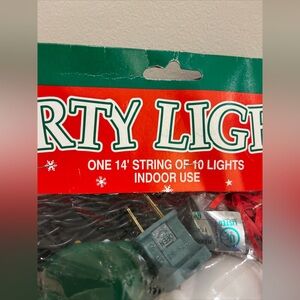 RTY LIG
ONE 14' STRING OF 10 LIGHTS
INDOOR USE